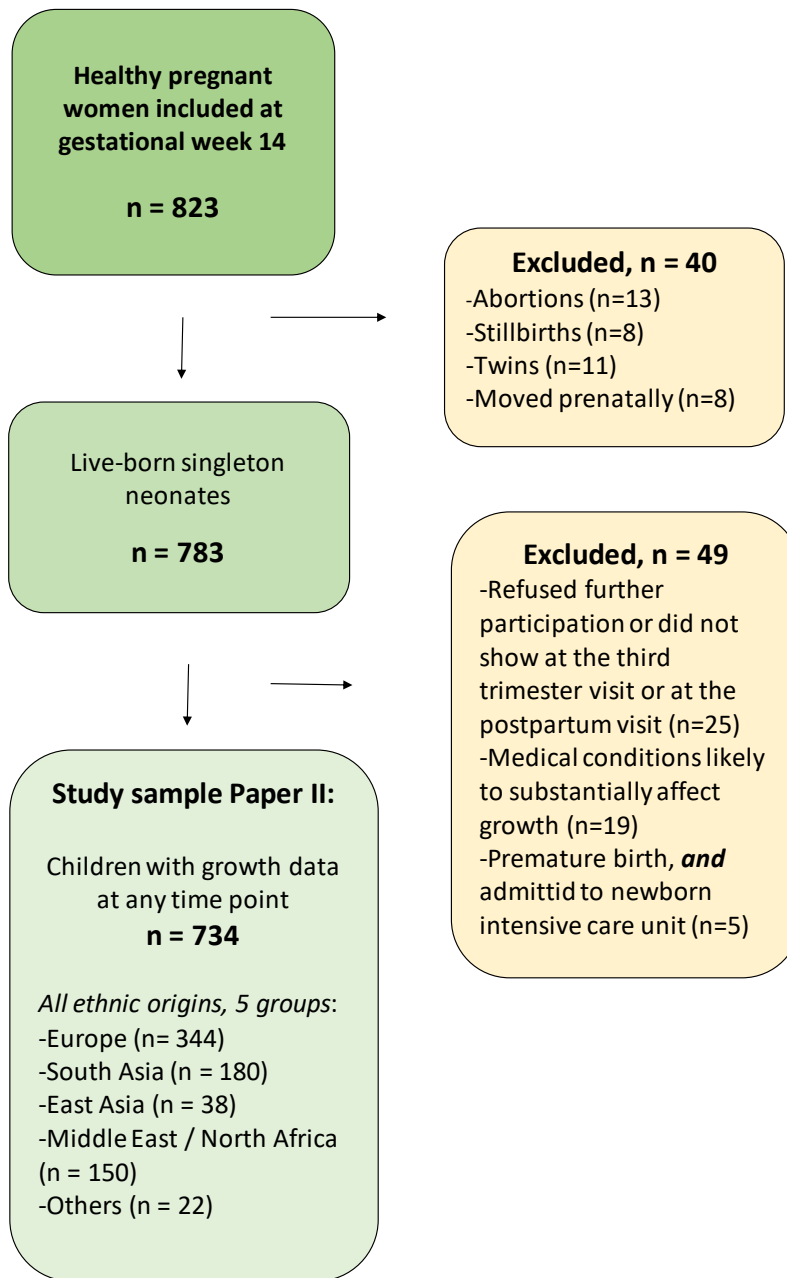 Healthy pregnant
women included at
gestational week 14
n = 823
Excluded, n = 40
-Abortions (n=13)
-Stillbirths (n=8)
-Twins (n=11)
-Moved prenatally (n=8)
Live-born singleton
neonates
n = 783
Excluded, n = 49
-Refused further
participation or did not
show at the third
trimester visit or at the
postpartum visit (n=25)
-Medical conditions likely
to substantially affect
growth (n=19)
-Premature birth, and
admittid to newborn
intensive care unit (n=5)
Study sample Paper II:
Children with growth data
at any time point
n = 734
All ethnic origins, 5 groups:
-Europe (n= 344)
-South Asia (n = 180)
-East Asia (n = 38)
-Middle East / North Africa
(n = 150)
-Others (n = 22)